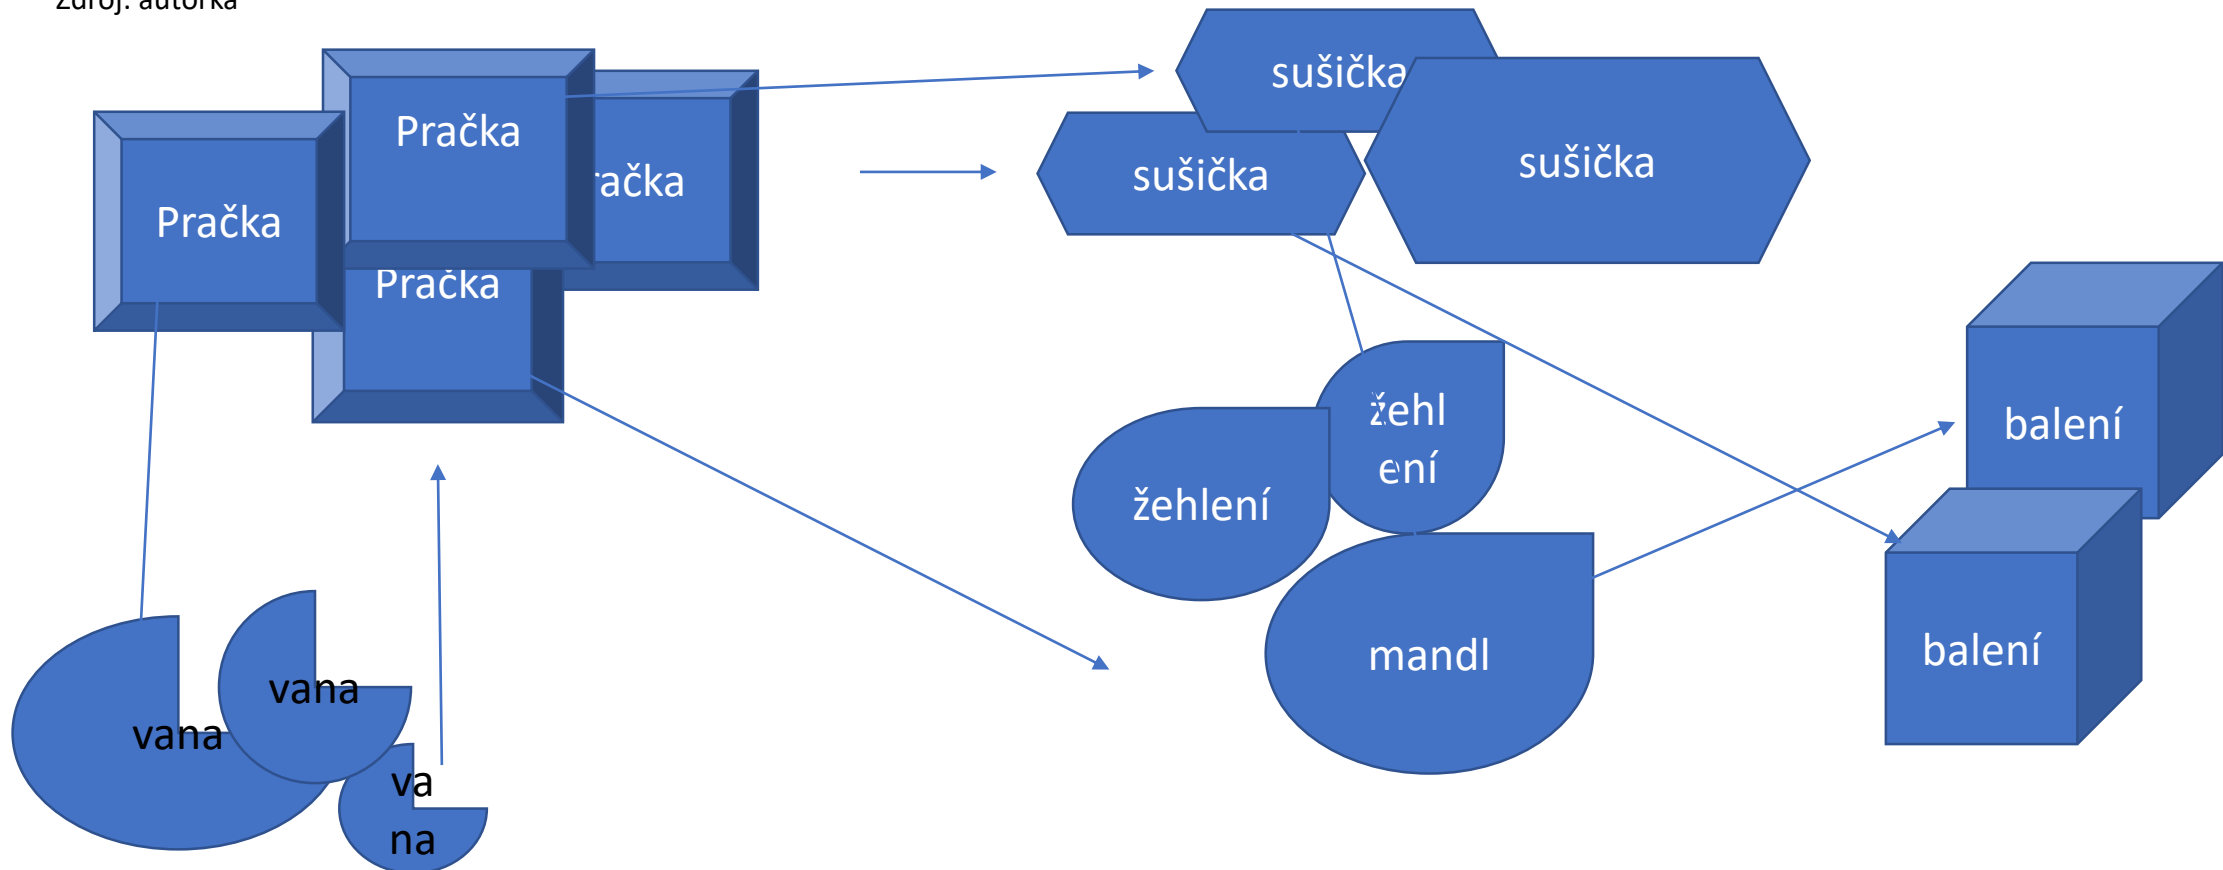 Zdroj: autorka
Pračka
Pračka
račka
Pračka
sušička
sušička
sušička
žehl
ení
žehlení
mandl
balení
balení
vana
vana
va
na